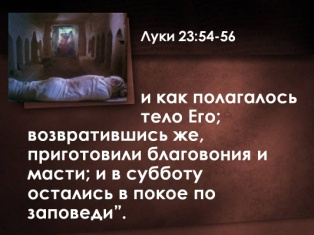 Луки 23:54-56
и как полагалось
тело Его;
возвратившись же,
приготовили благовония и
масти; и в субботу
остались в покое по
заповеди”.